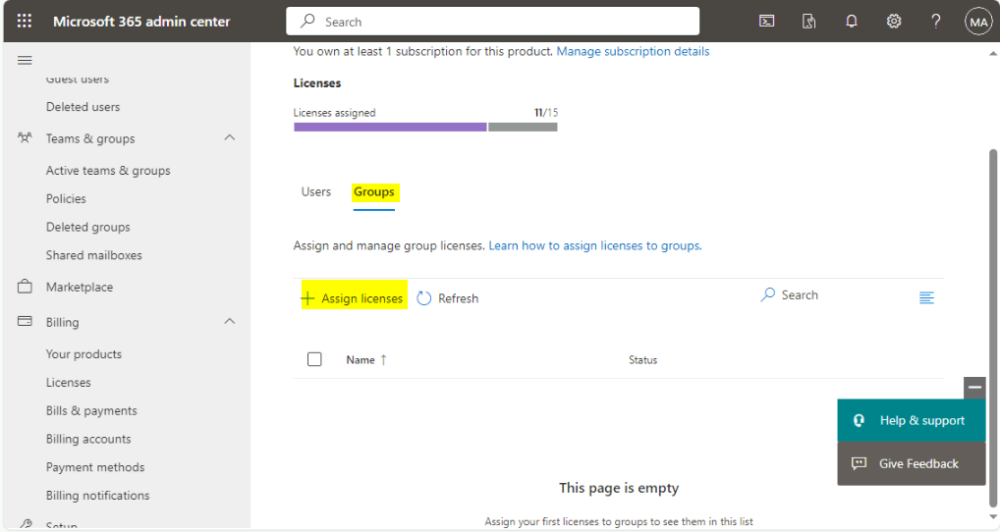 Microsoft 365 admin center
Search
MA
Guest users
Deleted users
Teams & groups
Active teams & groups
Policies
Deleted groups
Shared mailboxes
Marketplace
Billing
Your products
Licenses
Bills & payments
Billing accounts
Payment methods
Billing notifications
Setup
You own at least 1 subscription for this product. Manage subscription details
Licenses
Licenses assigned 11/15
Users Groups
Assign and manage group licenses. Learn how to assign licenses to groups.
Assign licenses Refresh Search
Name ↑ Status
This page is empty
Assign your first licenses to groups to see them in this list
Help & support
Give Feedback